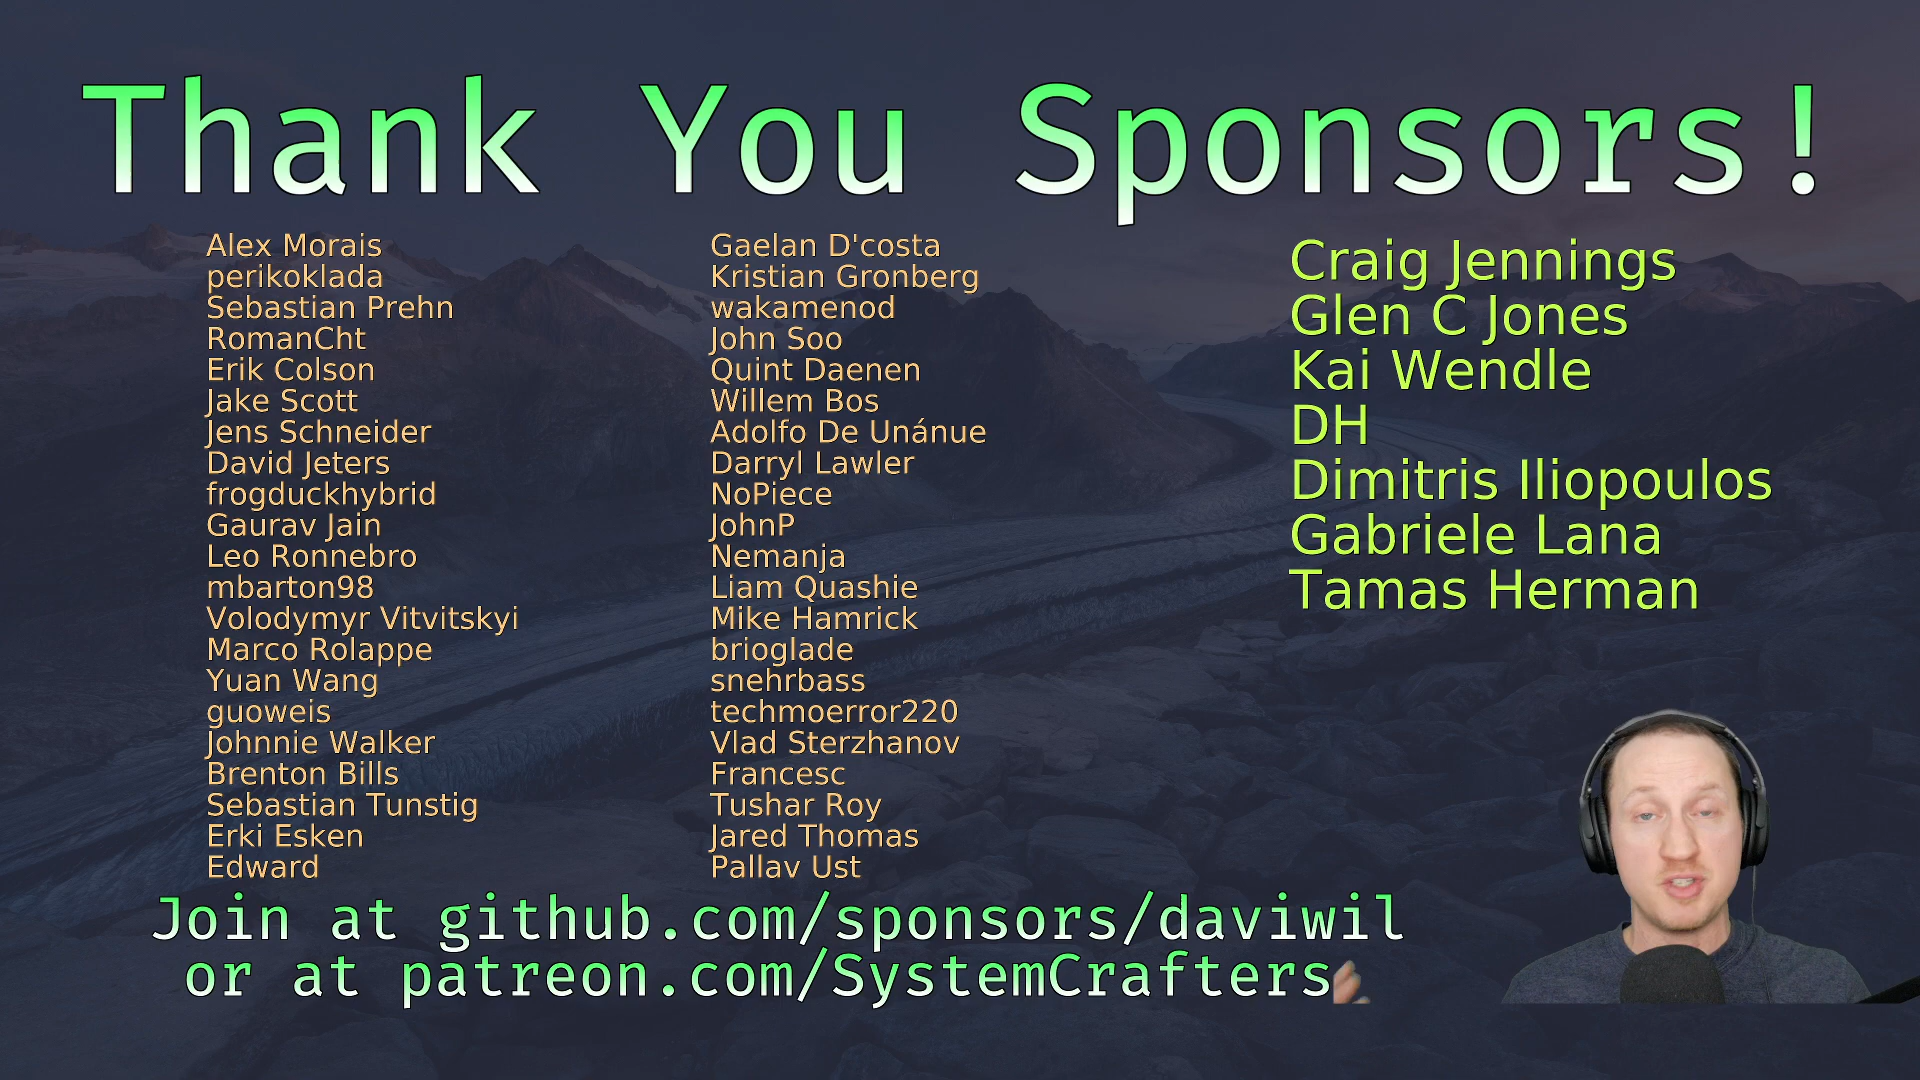 Thank You Sponsors!
Alex Morais
perikoklada
Sebastian Prehn
RomanCht
Erik Colson
Jake Scott
Jens Schneider
David Jeters
frogduckhybrid
Gaurav Jain
Leo Ronnebro
mbarton98
Volodymyr Vitvitskyi
Marco Rolappe
Yuan Wang
guoweis
Johnnie Walker
Brenton Bills
Sebastian Tunstig
Erki Esken
Edward
Gaelan D'costa
Kristian Gronberg
wakamenod
John Soo
Quint Daenen
Willem Bos
Adolfo De Unánue
Darryl Lawler
NoPiece
JohnP
Nemanja
Liam Quashie
Mike Hamrick
brioglade
snehrbass
techmoerror220
Vlad Sterzhanov
Francesc
Tushar Roy
Jared Thomas
Pallav Ust
Craig Jennings
Glen C Jones
Kai Wendle
DH
Dimitris Iliopoulos
Gabriele Lana
Tamas Herman
Join at github.com/sponsors/daviwil
or at patreon.com/SystemCrafters